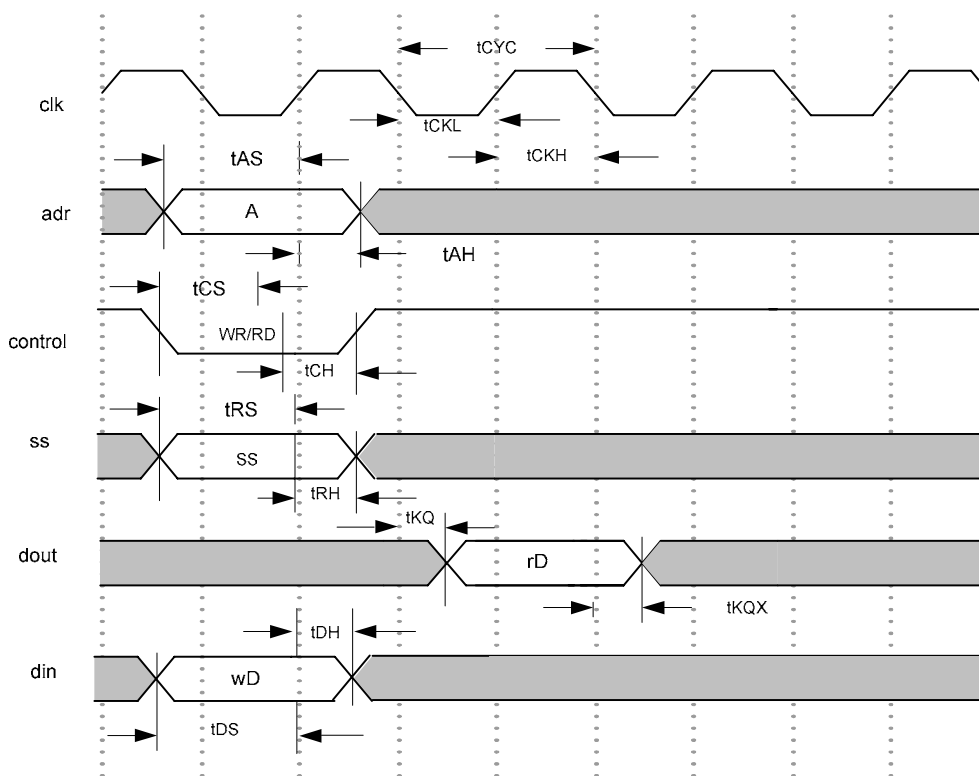 tCYC
clk
tCKL
tCKH
tAS
adr
A
tAH
tCS
control
WR/RD
tCH
tRS
ss
ss
tRH
tKQ
dout
rD
tKQX
tDH
din
wD
tDS